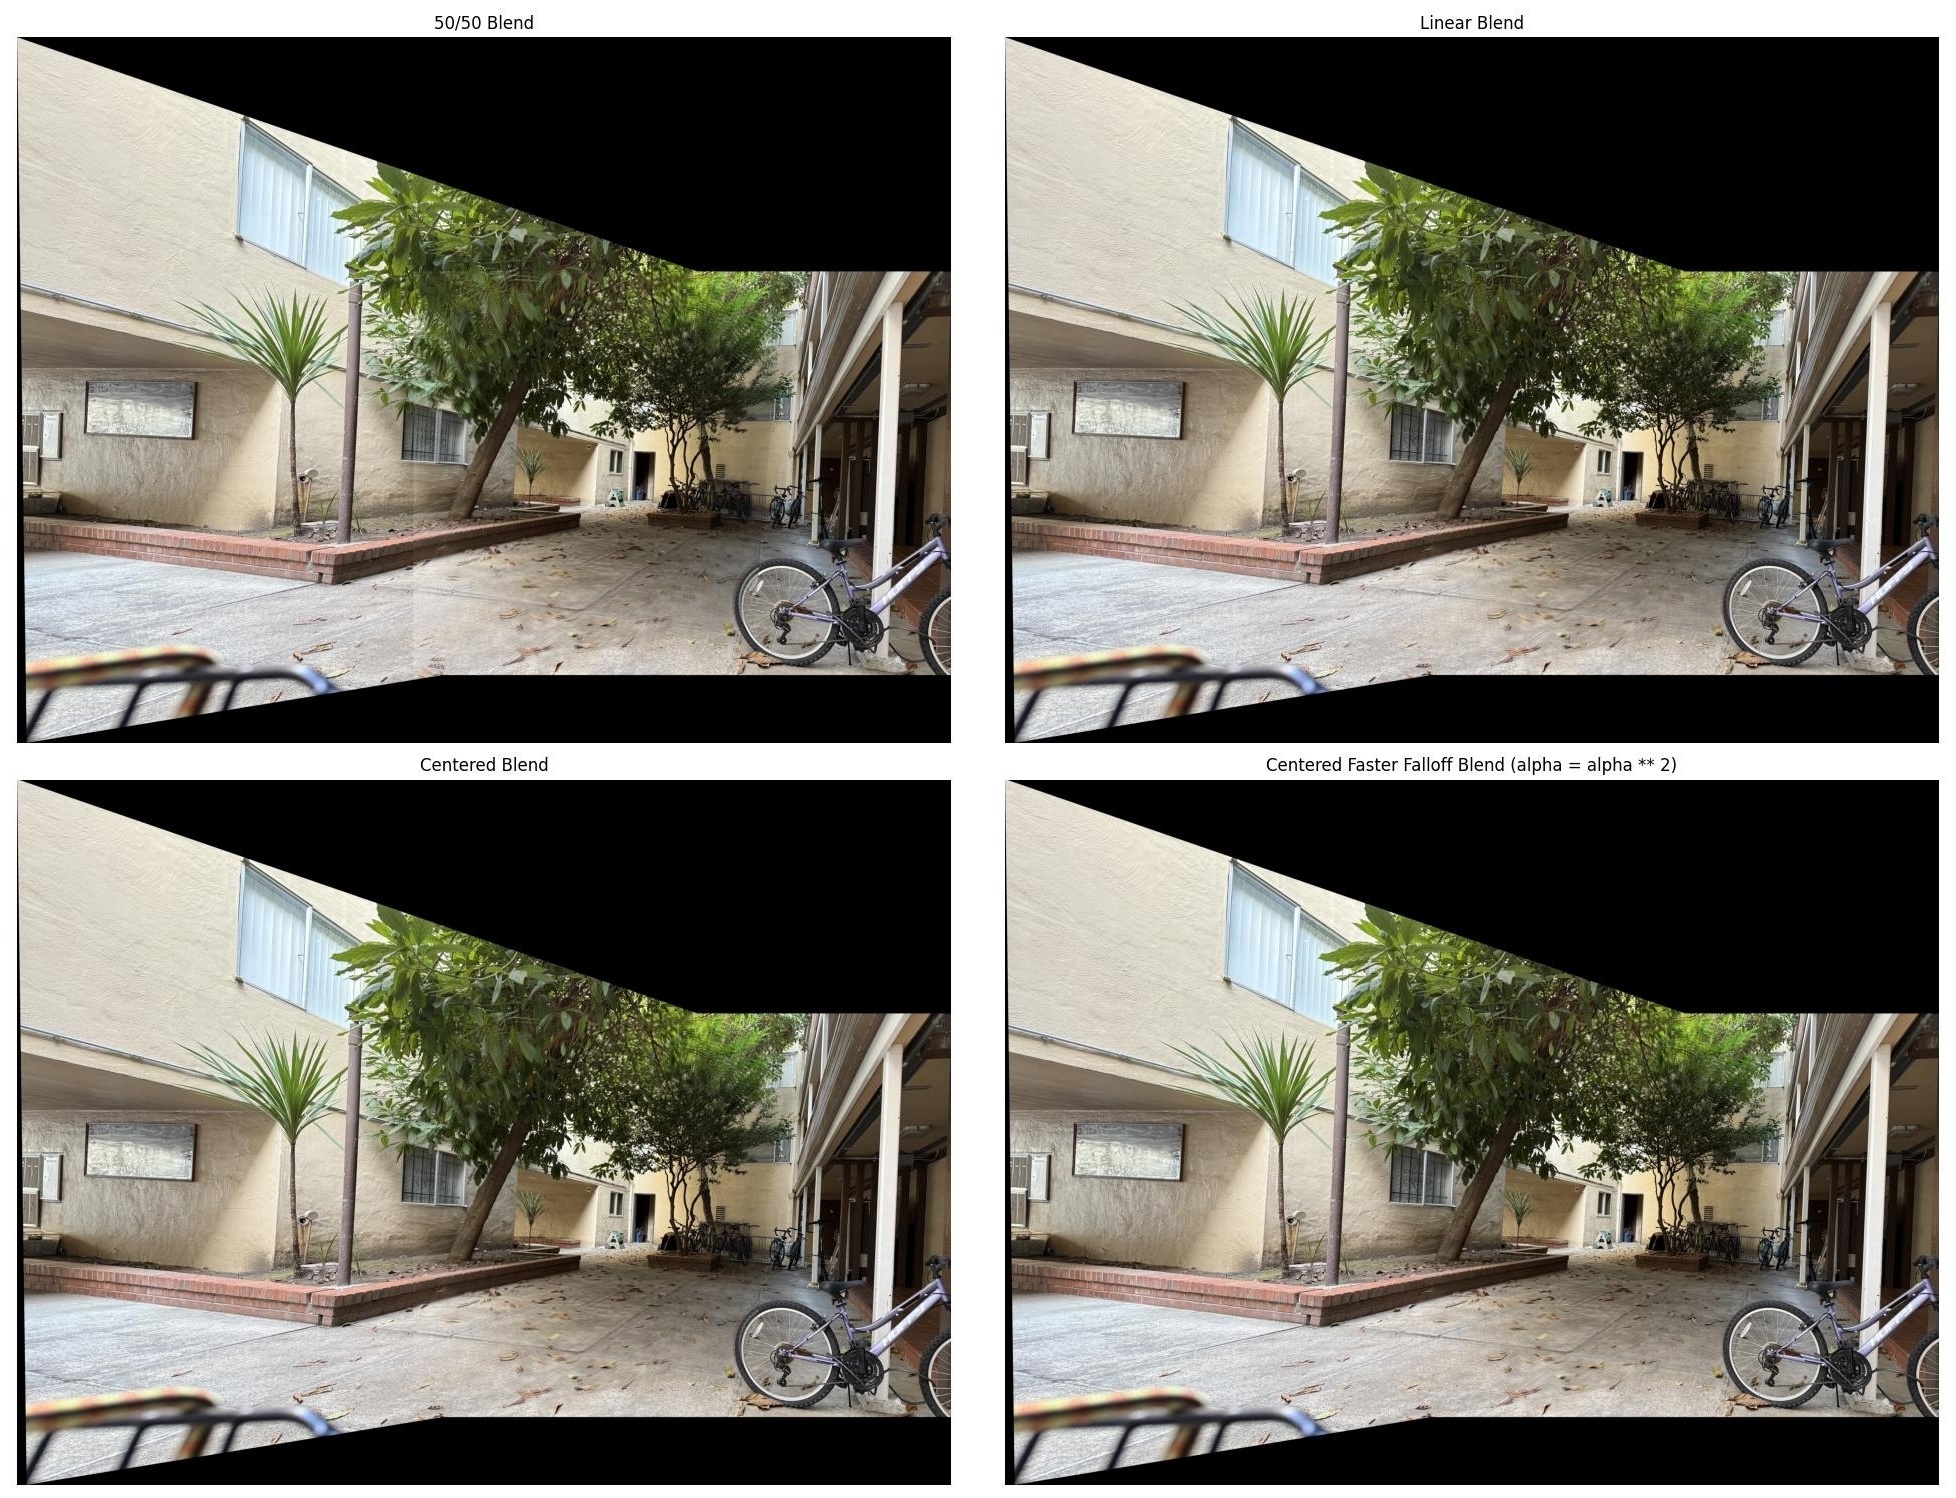 50/50 Blend
Linear Blend
Centered Blend
Centered Faster Falloff Blend (alpha = alpha ** 2)